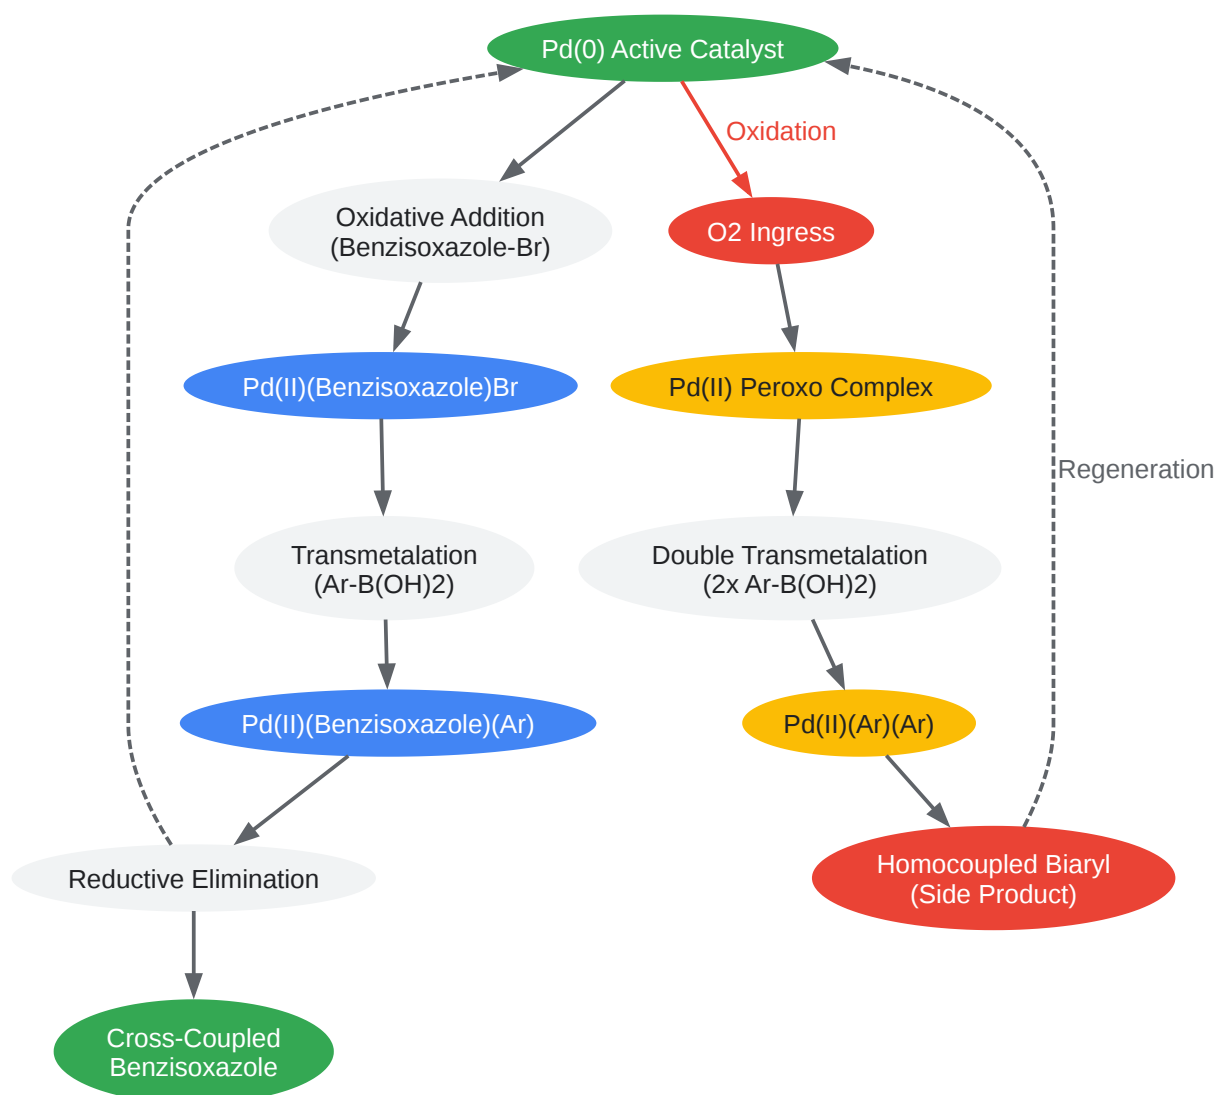 Pd(0) Active Catalyst
Oxidation
Oxidative Addition
(Benzisoxazole-Br)
O2 Ingress
Pd(II)(Benzisoxazole)Br
Pd(II) Peroxo Complex
Regeneration
Transmetalation
(Ar-B(OH)2)
Double Transmetalation
(2x Ar-B(OH)2)
Pd(II)(Benzisoxazole)(Ar)
Pd(II)(Ar)(Ar)
Reductive Elimination
Homocoupled Biaryl
(Side Product)
Cross-Coupled
Benzisoxazole